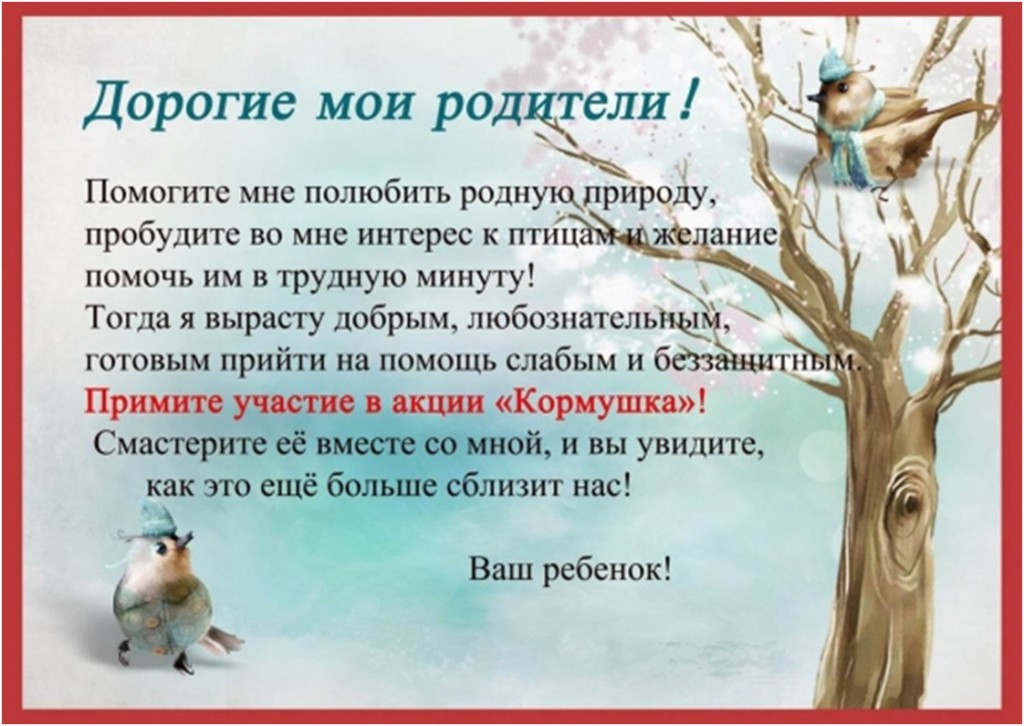 Дорогие мои родители!
Помогите мне полюбить родную природу,
пробудите во мне интерес к птицам и желание
помочь им в трудную минуту!
Тогда я вырасту добрым, любознательным,
готовым прийти на помощь слабым и беззащитным.
Примите участие в акции «Кормушка»!
Смастерите её вместе со мной, и вы увидите,
как это ещё больше сблизит нас!
Ваш ребенок!